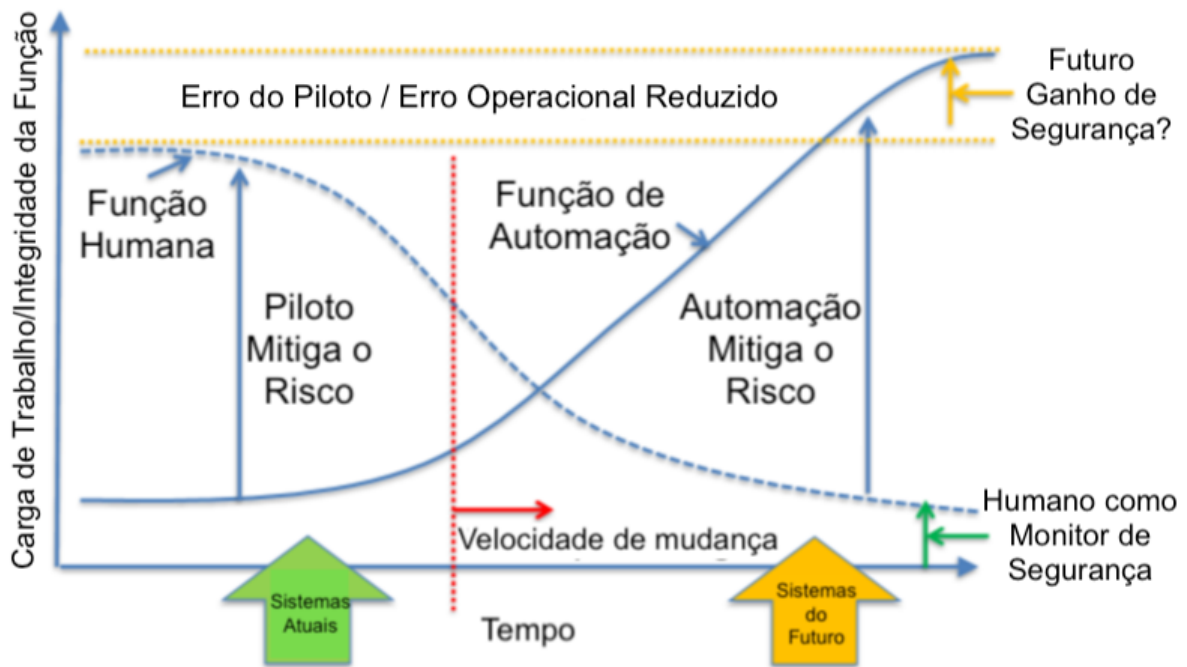 Carga de Trabalho/Integridade da Função
Erro do Piloto / Erro Operacional Reduzido
Futuro
Ganho de
Segurança?
Função
Humana
Função de
Automação
Piloto
Mitiga o
Risco
Automação
Mitiga o
Risco
Velocidade de mudança
Humano como
Monitor de
Segurança
Sistemas
Atuais
Tempo
Sistemas
do
Futuro